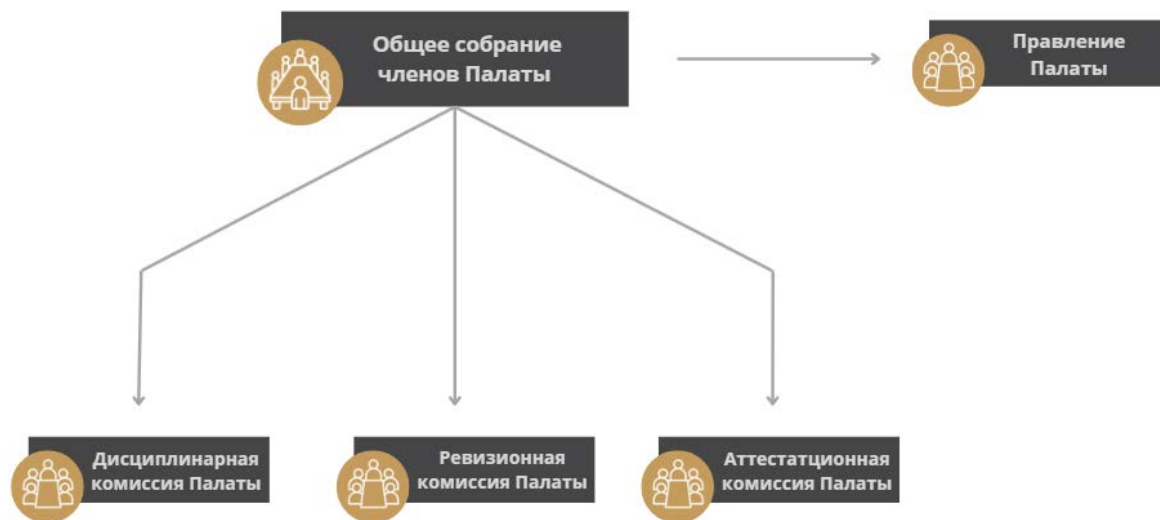 Общее собрание
членов Палаты
Правление
Палаты
Дисциплинарная
комиссия Палаты
Ревизионная
комиссия Палаты
Аттестатционная
комиссия Палаты